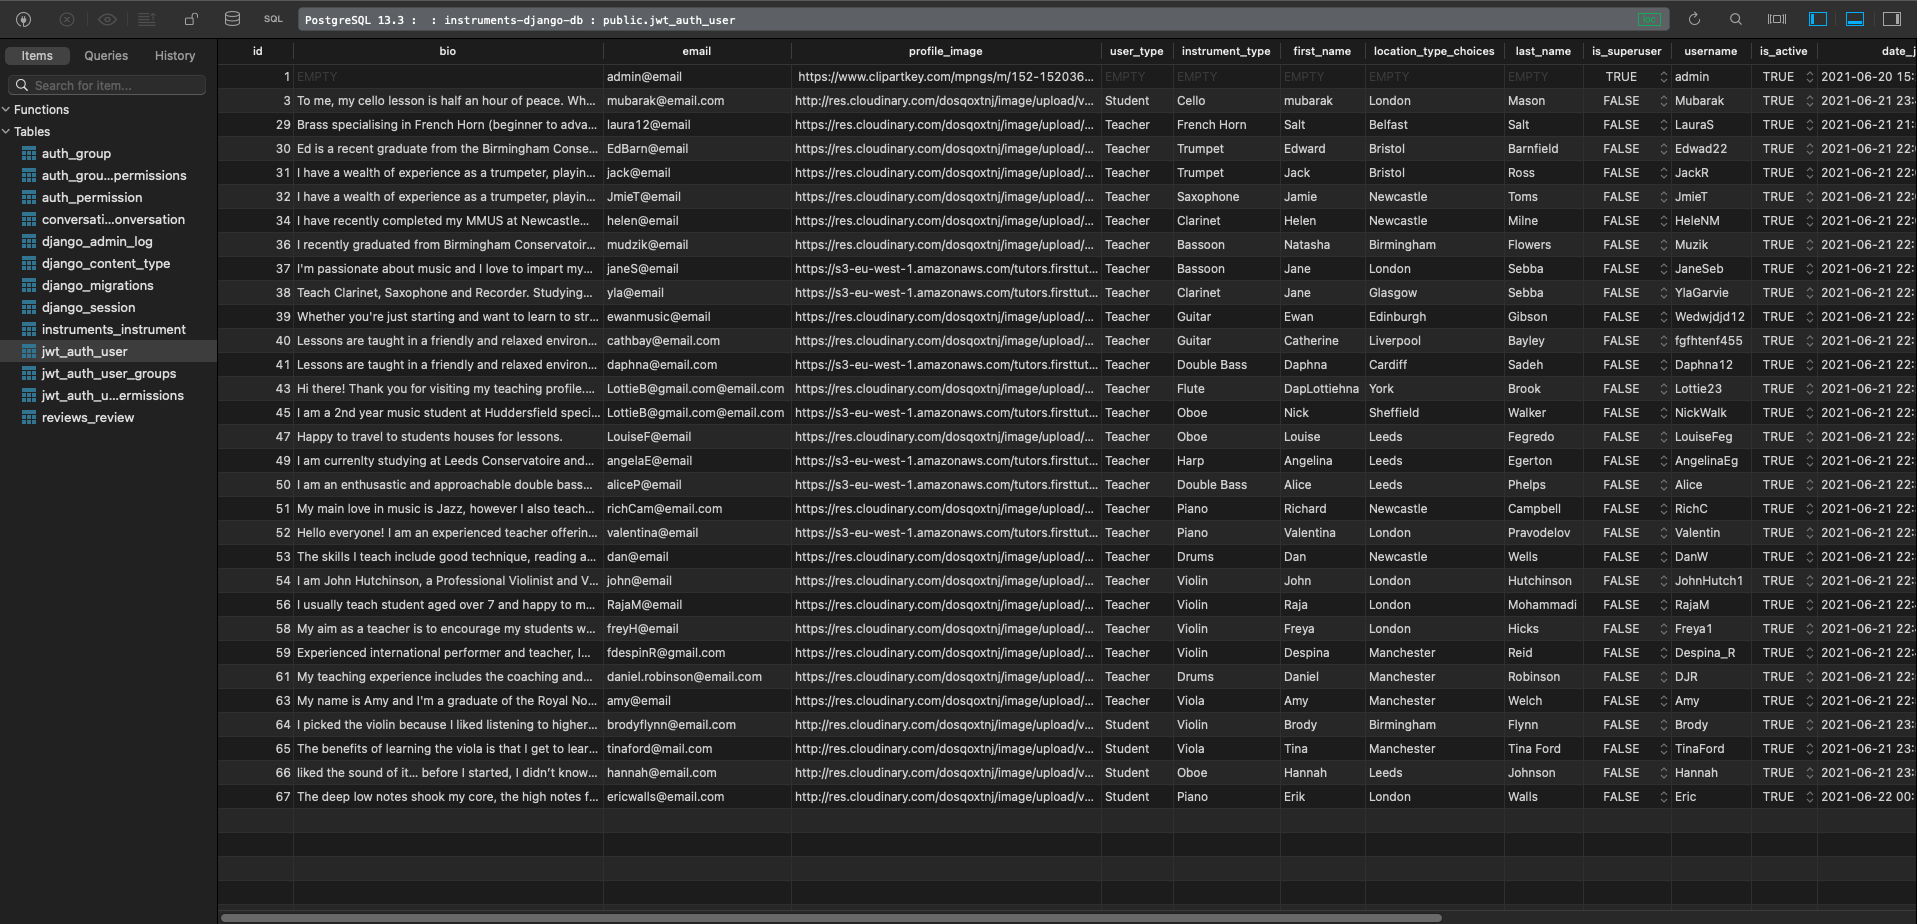 SQL PostgreSQL 13.3 : : instruments-django-db : public.jwt_auth_user loc
Items Queries History
Search for item...
Functions
Tables
auth_group
auth_grou...permissions
auth_permission
conversati...onversation
django_admin_log
django_content_type
django_migrations
django_session
instruments_instrument
jwt_auth_user
jwt_auth_user_groups
jwt_auth_u...ermissions
reviews_review
id bio email profile_image user_type instrument_type first_name location_type_choices last_name is_superuser username is_active date_j
1 EMPTY admin@email https://www.clipartkey.com/mpngs/m/152-152036... EMPTY EMPTY EMPTY EMPTY EMPTY TRUE admin TRUE 2021-06-20 15:
3 To me, my cello lesson is half an hour of peace. Wh... mubarak@email.com http://res.cloudinary.com/dosqoxtnj/image/upload/v... Student Cello mubarak London Mason FALSE Mubarak TRUE 2021-06-21 23:
29 Brass specialising in French Horn (beginner to adva... laura12@email https://res.cloudinary.com/dosqoxtnj/image/upload/... Teacher French Horn Salt Belfast Salt FALSE LauraS TRUE 2021-06-21 21:
30 Ed is a recent graduate from the Birmingham Conse... EdBarn@email https://res.cloudinary.com/dosqoxtnj/image/upload/... Teacher Trumpet Edward Bristol Barnfield FALSE Edwad22 TRUE 2021-06-21 22:
31 I have a wealth of experience as a trumpeter, playin... jack@email https://res.cloudinary.com/dosqoxtnj/image/upload/... Teacher Trumpet Jack Bristol Ross FALSE JackR TRUE 2021-06-21 22:
32 I have a wealth of experience as a trumpeter, playin... JmieT@email https://res.cloudinary.com/dosqoxtnj/image/upload/... Teacher Saxophone Jamie Newcastle Toms FALSE JmieT TRUE 2021-06-21 22:
34 I have recently completed my MMUS at Newcastle... helen@email https://res.cloudinary.com/dosqoxtnj/image/upload/... Teacher Clarinet Helen Newcastle Milne FALSE HeleNM TRUE 2021-06-21 22:
36 I recently graduated from Birmingham Conservatoir... mudzik@email https://res.cloudinary.com/dosqoxtnj/image/upload/... Teacher Bassoon Natasha Birmingham Flowers FALSE Muzik TRUE 2021-06-21 22:
37 I'm passionate about music and I love to impart my... janeS@email https://s3-eu-west-1.amazonaws.com/tutors.firsttut... Teacher Bassoon Jane London Sebba FALSE JaneSeb TRUE 2021-06-21 22:
38 Teach Clarinet, Saxophone and Recorder. Studying... yla@email https://s3-eu-west-1.amazonaws.com/tutors.firsttut... Teacher Clarinet Jane Glasgow Sebba FALSE YlaGarvie TRUE 2021-06-21 22:
39 Whether you're just starting and want to learn to str... ewanmusic@email https://s3-eu-west-1.amazonaws.com/tutors.firsttut... Teacher Guitar Ewan Edinburgh Gibson FALSE Wedwjdjd12 TRUE 2021-06-21 22:
40 Lessons are taught in a friendly and relaxed environ... cathbay@email.com https://s3-eu-west-1.amazonaws.com/tutors.firsttut... Teacher Guitar Catherine Liverpool Bayley FALSE fgfhtenf455 TRUE 2021-06-21 22:
41 Lessons are taught in a friendly and relaxed environ... daphna@email.com https://s3-eu-west-1.amazonaws.com/tutors.firsttut... Teacher Double Bass Daphna Cardiff Sadeh FALSE Daphna12 TRUE 2021-06-21 22:
43 Hi there! Thank you for visiting my teaching profile.... LottieB@gmail.com@email.com https://res.cloudinary.com/dosqoxtnj/image/upload/... Teacher Flute DapLottiehna York Brook FALSE Lottie23 TRUE 2021-06-21 22:
45 I am a 2nd year music student at Huddersfield speci... LottieB@gmail.com@email.com https://s3-eu-west-1.amazonaws.com/tutors.firsttut... Teacher Oboe Nick Sheffield Walker FALSE NickWalk TRUE 2021-06-21 22:
47 Happy to travel to students houses for lessons. LouiseF@email https://res.cloudinary.com/dosqoxtnj/image/upload/... Teacher Oboe Louise Leeds Fegredo FALSE LouiseFeg TRUE 2021-06-21 22:
49 I am currenlty studying at Leeds Conservatoire and... angelaE@email https://s3-eu-west-1.amazonaws.com/tutors.firsttut... Teacher Harp Angelina Leeds Egerton FALSE AngelinaEg TRUE 2021-06-21 22:
50 I am an enthusastic and approachable double bass... aliceP@email https://s3-eu-west-1.amazonaws.com/tutors.firsttut... Teacher Double Bass Alice Leeds Phelps FALSE Alice TRUE 2021-06-21 22:
51 My main love in music is Jazz, however I also teach... richCam@email.com https://res.cloudinary.com/dosqoxtnj/image/upload/... Teacher Piano Richard Newcastle Campbell FALSE RichC TRUE 2021-06-21 22:
52 Hello everyone! I am an experienced teacher offerin... valentina@email https://s3-eu-west-1.amazonaws.com/tutors.firsttut... Teacher Piano Valentina London Pravodelov FALSE Valentin TRUE 2021-06-21 22:
53 The skills I teach include good technique, reading a... dan@email https://res.cloudinary.com/dosqoxtnj/image/upload/... Teacher Drums Dan Newcastle Wells FALSE DanW TRUE 2021-06-21 22:
54 I am John Hutchinson, a Professional Violinist and V... john@email https://res.cloudinary.com/dosqoxtnj/image/upload/... Teacher Violin John London Hutchinson FALSE JohnHutch1 TRUE 2021-06-21 22:
56 I usually teach student aged over 7 and happy to m... RajaM@email https://res.cloudinary.com/dosqoxtnj/image/upload/... Teacher Violin Raja London Mohammadi FALSE RajaM TRUE 2021-06-21 22:
58 My aim as a teacher is to encourage my students w... freyH@email https://res.cloudinary.com/dosqoxtnj/image/upload/... Teacher Violin Freya London Hicks FALSE Freya1 TRUE 2021-06-21 22:
59 Experienced international performer and teacher, I... fdespinR@gmail.com https://res.cloudinary.com/dosqoxtnj/image/upload/... Teacher Violin Despina Manchester Reid FALSE Despina_R TRUE 2021-06-21 22:
61 My teaching experience includes the coaching and... daniel.robinson@email.com https://res.cloudinary.com/dosqoxtnj/image/upload/... Teacher Drums Daniel Manchester Robinson FALSE DJR TRUE 2021-06-21 22:
63 My name is Amy and I'm a graduate of the Royal No... amy@email https://res.cloudinary.com/dosqoxtnj/image/upload/... Teacher Viola Amy Manchester Welch FALSE Amy TRUE 2021-06-21 22:
64 I picked the violin because I liked listening to higher... brodyflynn@email.com http://res.cloudinary.com/dosqoxtnj/image/upload/v... Student Violin Brody Birmingham Flynn FALSE Brody TRUE 2021-06-21 23:
65 The benefits of learning the viola is that I get to lear... tinaford@mail.com http://res.cloudinary.com/dosqoxtnj/image/upload/v... Student Viola Tina Manchester Tina Ford FALSE TinaFord TRUE 2021-06-21 23:
66 liked the sound of it... before I started, I didn't know... hannah@email.com http://res.cloudinary.com/dosqoxtnj/image/upload/v... Student Oboe Hannah Leeds Johnson FALSE Hannah TRUE 2021-06-21 23:
67 The deep low notes shook my core, the high notes f... ericwalls@email.com http://res.cloudinary.com/dosqoxtnj/image/upload/v... Student Piano Erik London Walls FALSE Eric TRUE 2021-06-22 00: